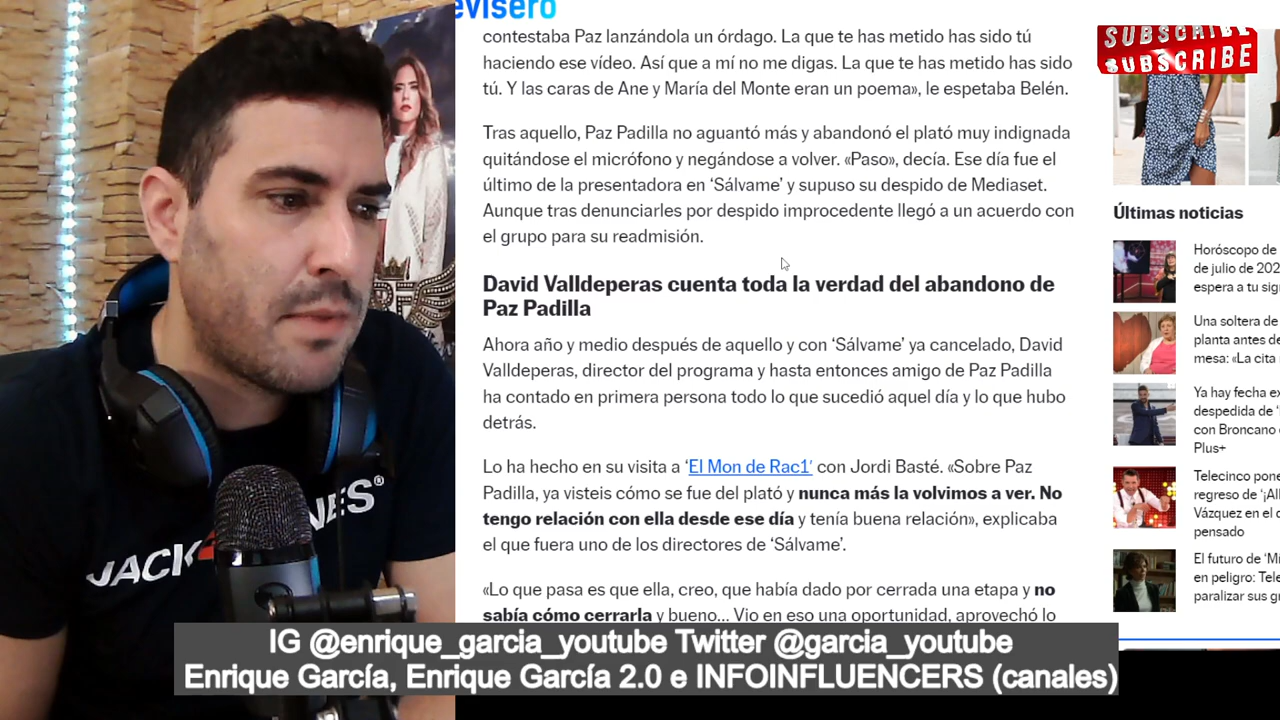 evisero
SUBSCRIBE
SUBSCRIBE
contestaba Paz lanzándola un órdago. La que te has metido has sido tú
haciendo ese vídeo. Así que a mí no me digas. La que te has metido has sido
tú. Y las caras de Ane y María del Monte eran un poema», le espetaba Belén.
Tras aquello, Paz Padilla no aguantó más y abandonó el plató muy indignada
quitándose el micrófono y negándose a volver. «Paso», decía. Ese día fue el
último de la presentadora en ‘Sálvame’ y supuso su despido de Mediaset.
Aunque tras denunciarles por despido improcedente llegó a un acuerdo con
el grupo para su readmisión.
David Valldeperas cuenta toda la verdad del abandono de
Paz Padilla
Ahora año y medio después de aquello y con ‘Sálvame’ ya cancelado, David
Valldeperas, director del programa y hasta entonces amigo de Paz Padilla
ha contado en primera persona todo lo que sucedió aquel día y lo que hubo
detrás.
Lo ha hecho en su visita a ‘El Mon de Rac1′ con Jordi Basté. «Sobre Paz
Padilla, ya visteis cómo se fue del plató y nunca más la volvimos a ver. No
tengo relación con ella desde ese día y tenía buena relación», explicaba
el que fuera uno de los directores de ‘Sálvame’.
«Lo que pasa es que ella, creo, que había dado por cerrada una etapa y no
sabía cómo cerrarla y bueno... Vio en eso una oportunidad, aprovechó lo
Últimas noticias
Horóscopo de
de julio de 202
espera a tu sig
Una soltera de
planta antes de
mesa: «La cita
Ya hay fecha ex
despedida de ‘
con Broncano
Plus+
Telecinco pone
regreso de ‘¡Al
Vázquez en el
pensado
El futuro de ‘Mi
en peligro: Tele
paralizar sus g
JACK
NES®
IG @enrique_garcia_youtube Twitter @garcia_youtube
Enrique García, Enrique García 2.0 e INFOINFLUENCERS (canales)